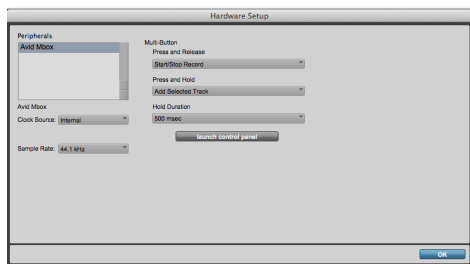 Hardware Setup
Peripherals
Avid Mbox
Avid Mbox
Clock Source: Internal
Sample Rate: 44.1 kHz
Multi-Button
Press and Release
Start/Stop Record
Press and Hold
Add Selected Track
Hold Duration
500 msec
launch control panel
OK